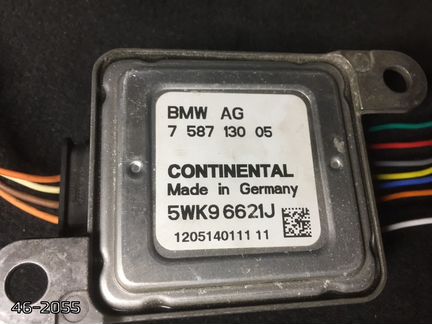 BMW AG
7 587 130 05
CONTINENTAL
Made in Germany
5WK9 6621J
1205140111 11
46-2055